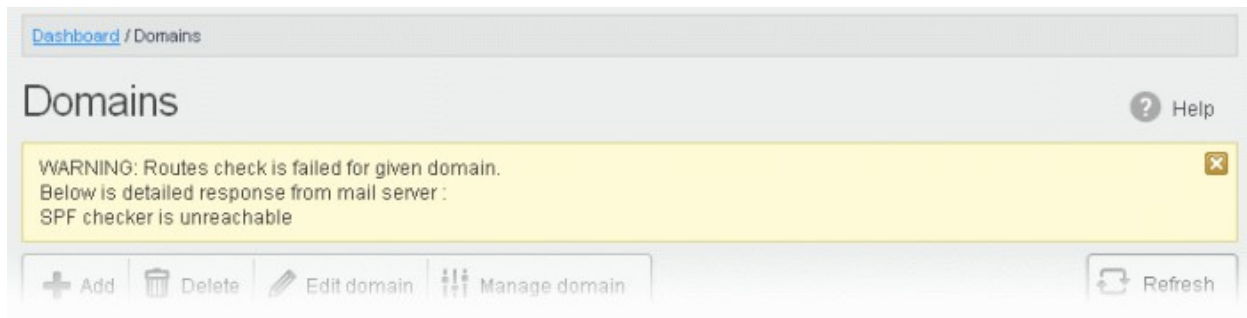 Dashboard / Domains
Domains
Help
WARNING: Routes check is failed for given domain.
Below is detailed response from mail server :
SPF checker is unreachable
Add Delete Edit domain Manage domain Refresh